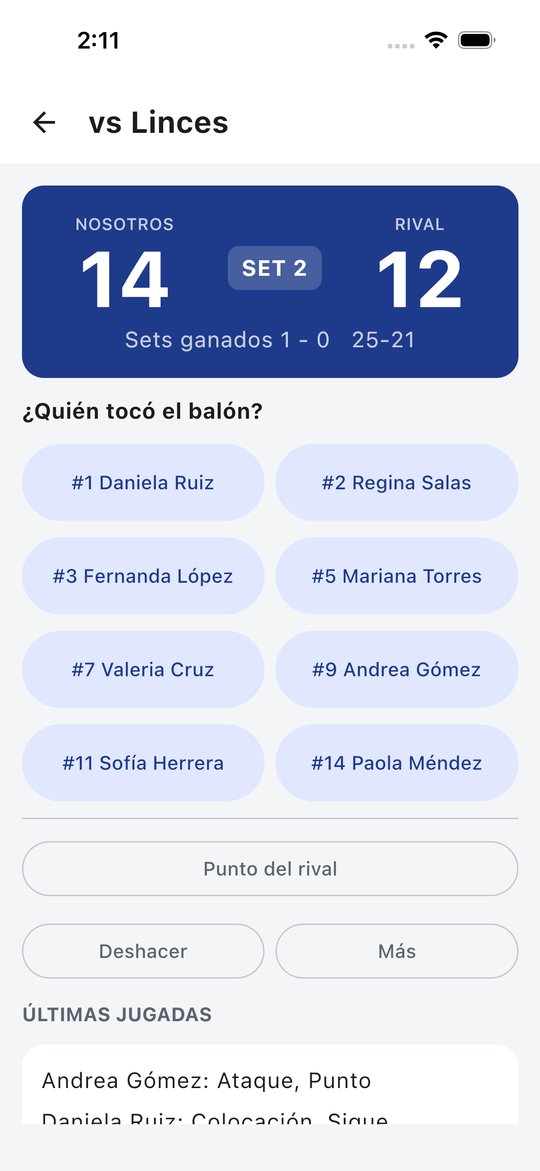 2:11
vs Linces
NOSOTROS
RIVAL
14
SET 2
12
Sets ganados 1 - 0 25-21
¿Quién tocó el balón?
#1 Daniela Ruiz
#2 Regina Salas
#3 Fernanda López
#5 Mariana Torres
#7 Valeria Cruz
#9 Andrea Gómez
#11 Sofía Herrera
#14 Paola Méndez
Punto del rival
Deshacer
Más
ÚLTIMAS JUGADAS
Andrea Gómez: Ataque, Punto
Daniela Ruiz: Colocación, Sigue